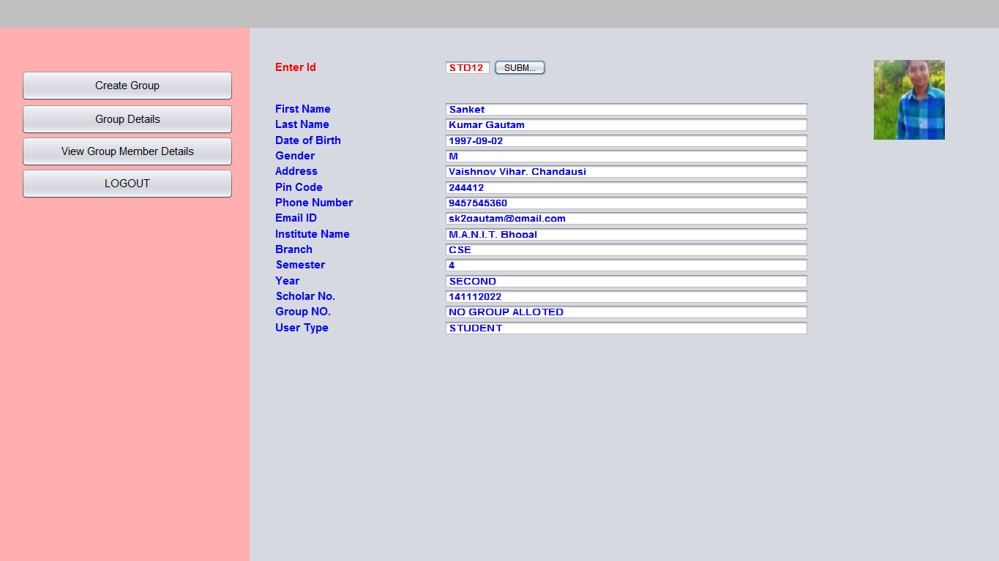 Create Group
Group Details
View Group Member Details
LOGOUT
Enter Id STD12 SUBM...
First Name Sanket
Last Name Kumar Gautam
Date of Birth 1997-09-02
Gender M
Address Vaishnov Vihar, Chandausi
Pin Code 244412
Phone Number 9457545360
Email ID sk2gautam@gmail.com
Institute Name M.A.N.I.T. Bhopal
Branch CSE
Semester 4
Year SECOND
Scholar No. 141112022
Group NO. NO GROUP ALLOTED
User Type STUDENT